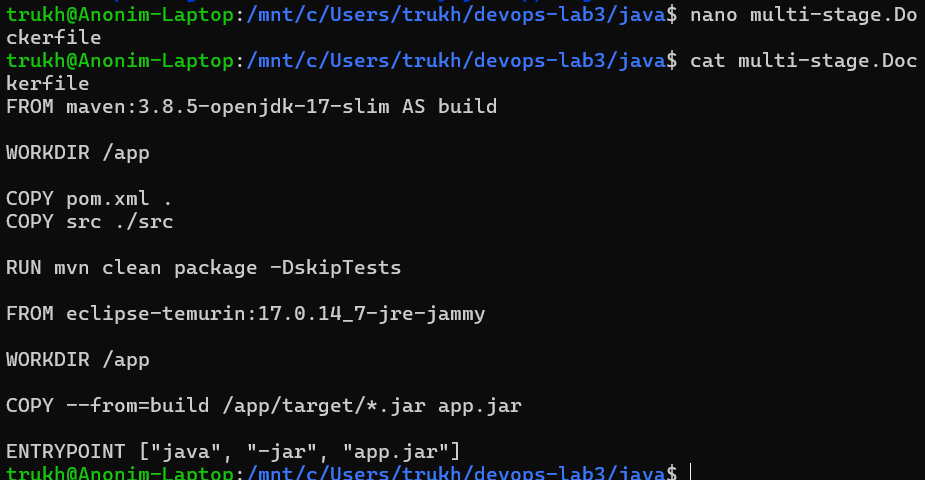 trukh@Anonim-Laptop:/mnt/c/Users/trukh/devops-lab3/java$ nano multi-stage.Do
ckerfile
trukh@Anonim-Laptop:/mnt/c/Users/trukh/devops-lab3/java$ cat multi-stage.Doc
kerfile
FROM maven:3.8.5-openjdk-17-slim AS build
WORKDIR /app
COPY pom.xml .
COPY src ./src
RUN mvn clean package -DskipTests
FROM eclipse-temurin:17.0.14_7-jre-jammy
WORKDIR /app
COPY --from=build /app/target/*.jar app.jar
ENTRYPOINT ["java", "-jar", "app.jar"]
trukh@Anonim-Laptop:/mnt/c/Users/trukh/devops-lab3/java$